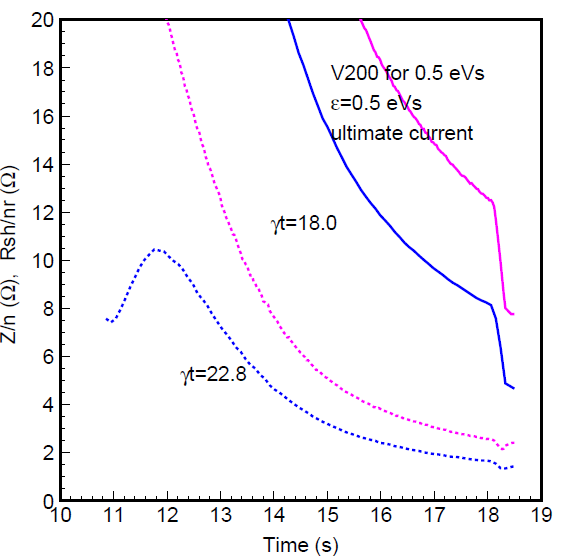 20
18
16
14
12
10
8
6
4
2
0
Z/n (Ω), Rsh/nr (Ω)
V200 for 0.5 eVs
ε=0.5 eVs
ultimate current
γt=18.0
γt=22.8
10 11 12 13 14 15 16 17 18 19
Time (s)